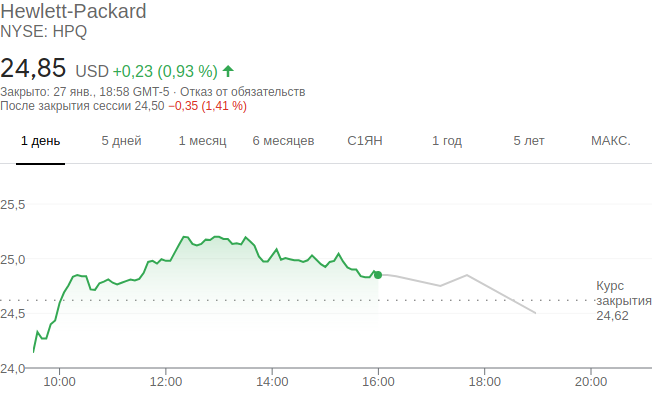 Hewlett-Packard
NYSE: HPQ
24,85 USD +0,23 (0,93 %)
Закрыто: 27 янв., 18:58 GMT-5 · Отказ от обязательств
После закрытия сессии 24,50 −0,35 (1,41 %)
1 день 5 дней 1 месяц 6 месяцев С1ЯН 1 год 5 лет МАКС.
25,5
25,0
24,5
24,0
Курс
закрытия
24,62
10:00 12:00 14:00 16:00 18:00 20:00